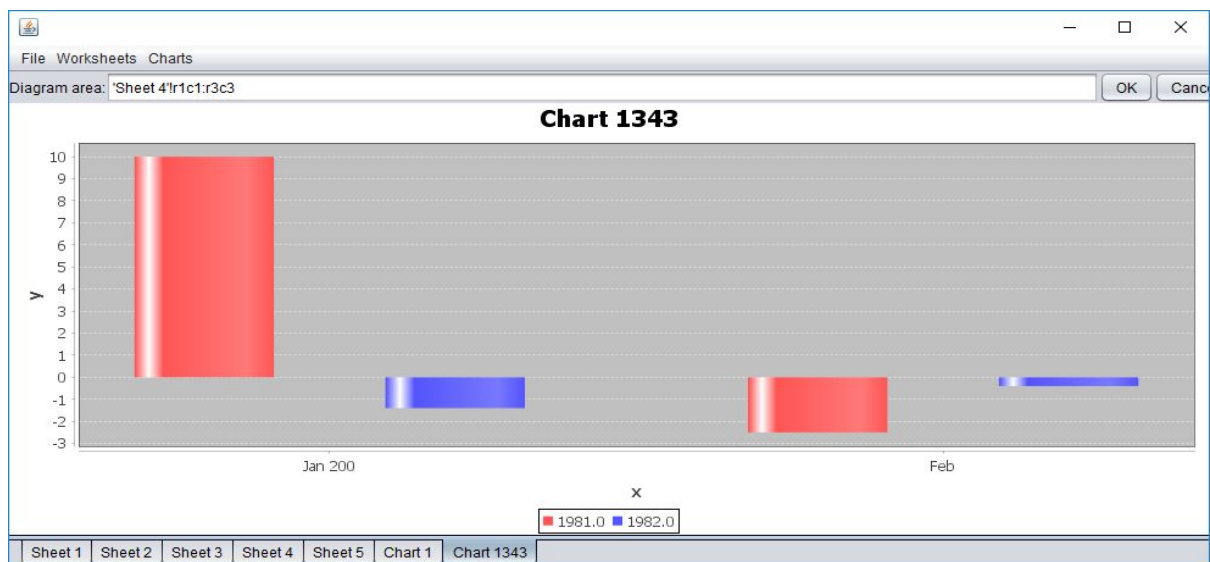 File Worksheets Charts
Diagram area: 'Sheet 4'!r1c1:r3c3 OK Canc
Chart 1343
10
9
8
7
6
5
4
3
2
1
0
-1
-2
-3
y
Jan 200 Feb
x
1981.0 1982.0
Sheet 1 Sheet 2 Sheet 3 Sheet 4 Sheet 5 Chart 1 Chart 1343